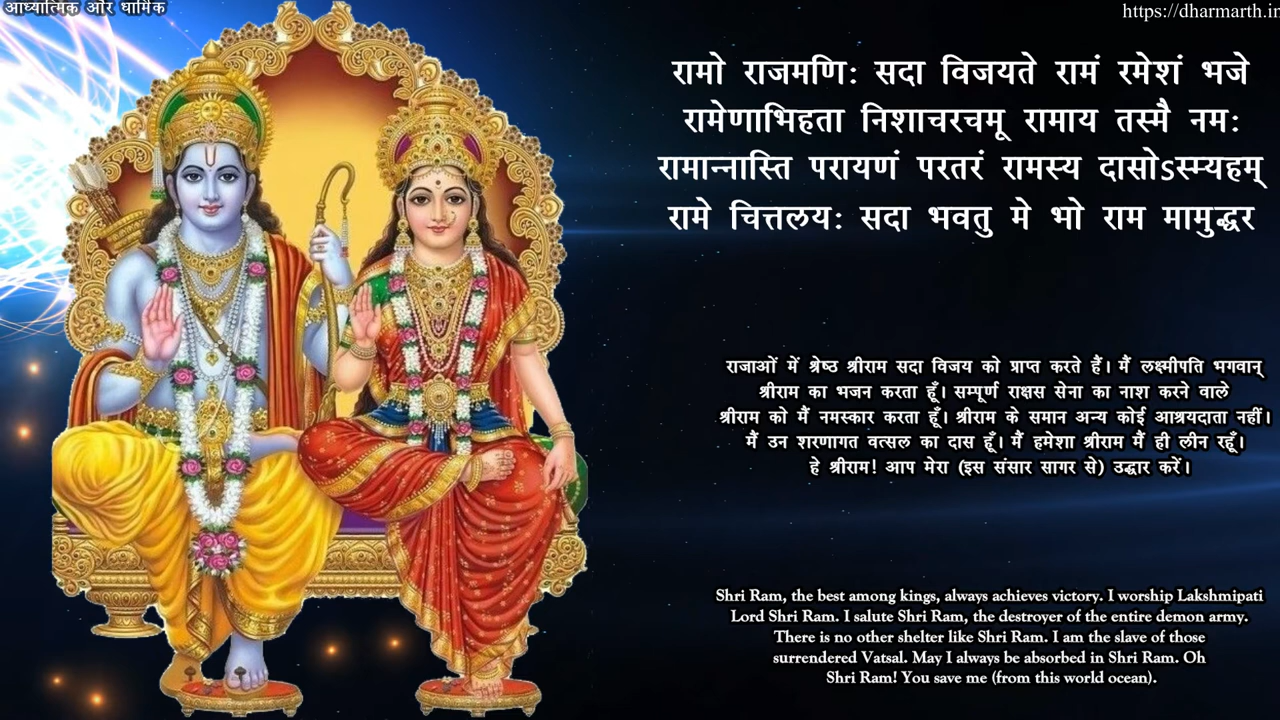 आध्यात्मिक और धार्मिक
https://dharmarth.in
रामो राजमणिः सदा विजयते रामं रमेशं भजे
रामेणाभिहता निशाचरचमू रामाय तस्मै नमः
रामान्नास्ति परायणं परतरं रामस्य दासोऽस्म्यहम्
रामे चित्तलयः सदा भवतु मे भो राम मामुद्धर
राजाओं में श्रेष्ठ श्रीराम सदा विजय को प्राप्त करते हैं। मैं लक्ष्मीपति भगवान्
श्रीराम का भजन करता हूँ। सम्पूर्ण राक्षस सेना का नाश करने वाले
श्रीराम को मैं नमस्कार करता हूँ। श्रीराम के समान अन्य कोई आश्रयदाता नहीं।
मैं उन शरणागत वत्सल का दास हूँ। मैं हमेशा श्रीराम मैं ही लीन रहूँ।
हे श्रीराम! आप मेरा (इस संसार सागर से) उद्धार करें।
Shri Ram, the best among kings, always achieves victory. I worship Lakshmipati
Lord Shri Ram. I salute Shri Ram, the destroyer of the entire demon army.
There is no other shelter like Shri Ram. I am the slave of those
surrendered Vatsal. May I always be absorbed in Shri Ram. Oh
Shri Ram! You save me (from this world ocean).